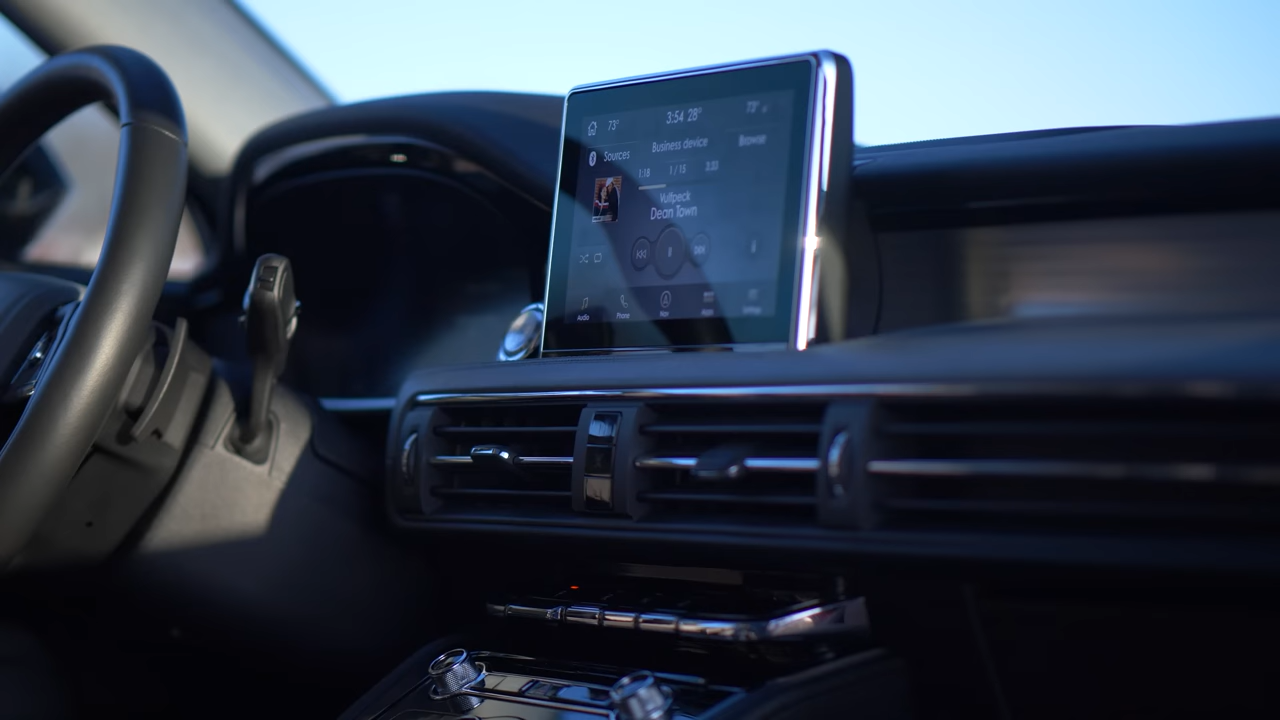 73° 3:54 28° 73°
Sources Business device Browse
1:18 1/15 3:33
Vulfpeck
Dean Town
Audio Phone Nav Settings